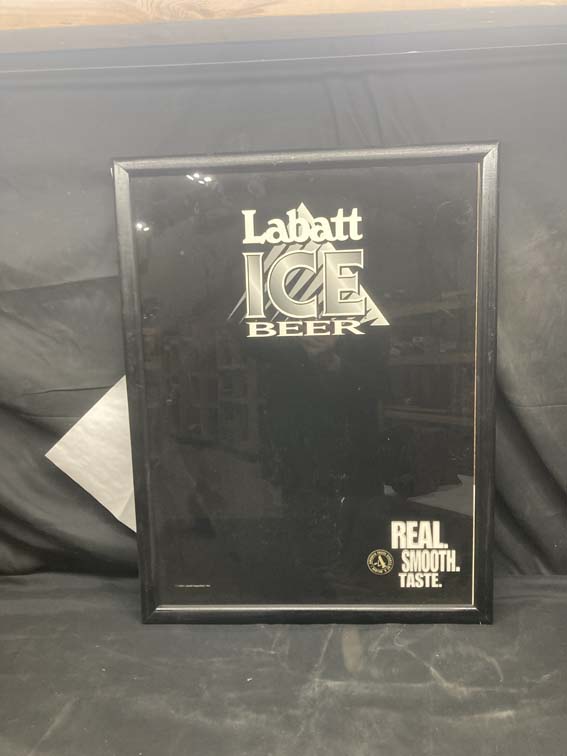 Labatt
ICE
BEER
REAL.
SMOOTH.
TASTE.